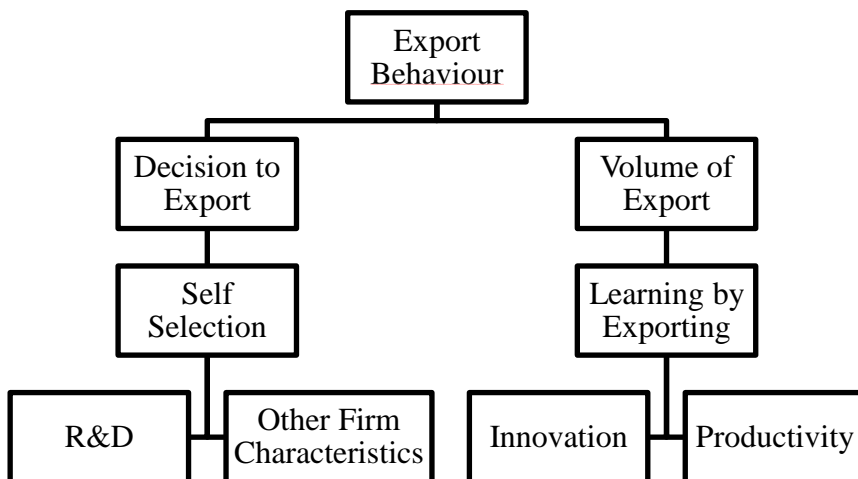 Export
Behaviour
Decision to
Export
Volume of
Export
Self
Selection
Learning by
Exporting
R&D
Other Firm
Characteristics
Innovation
Productivity